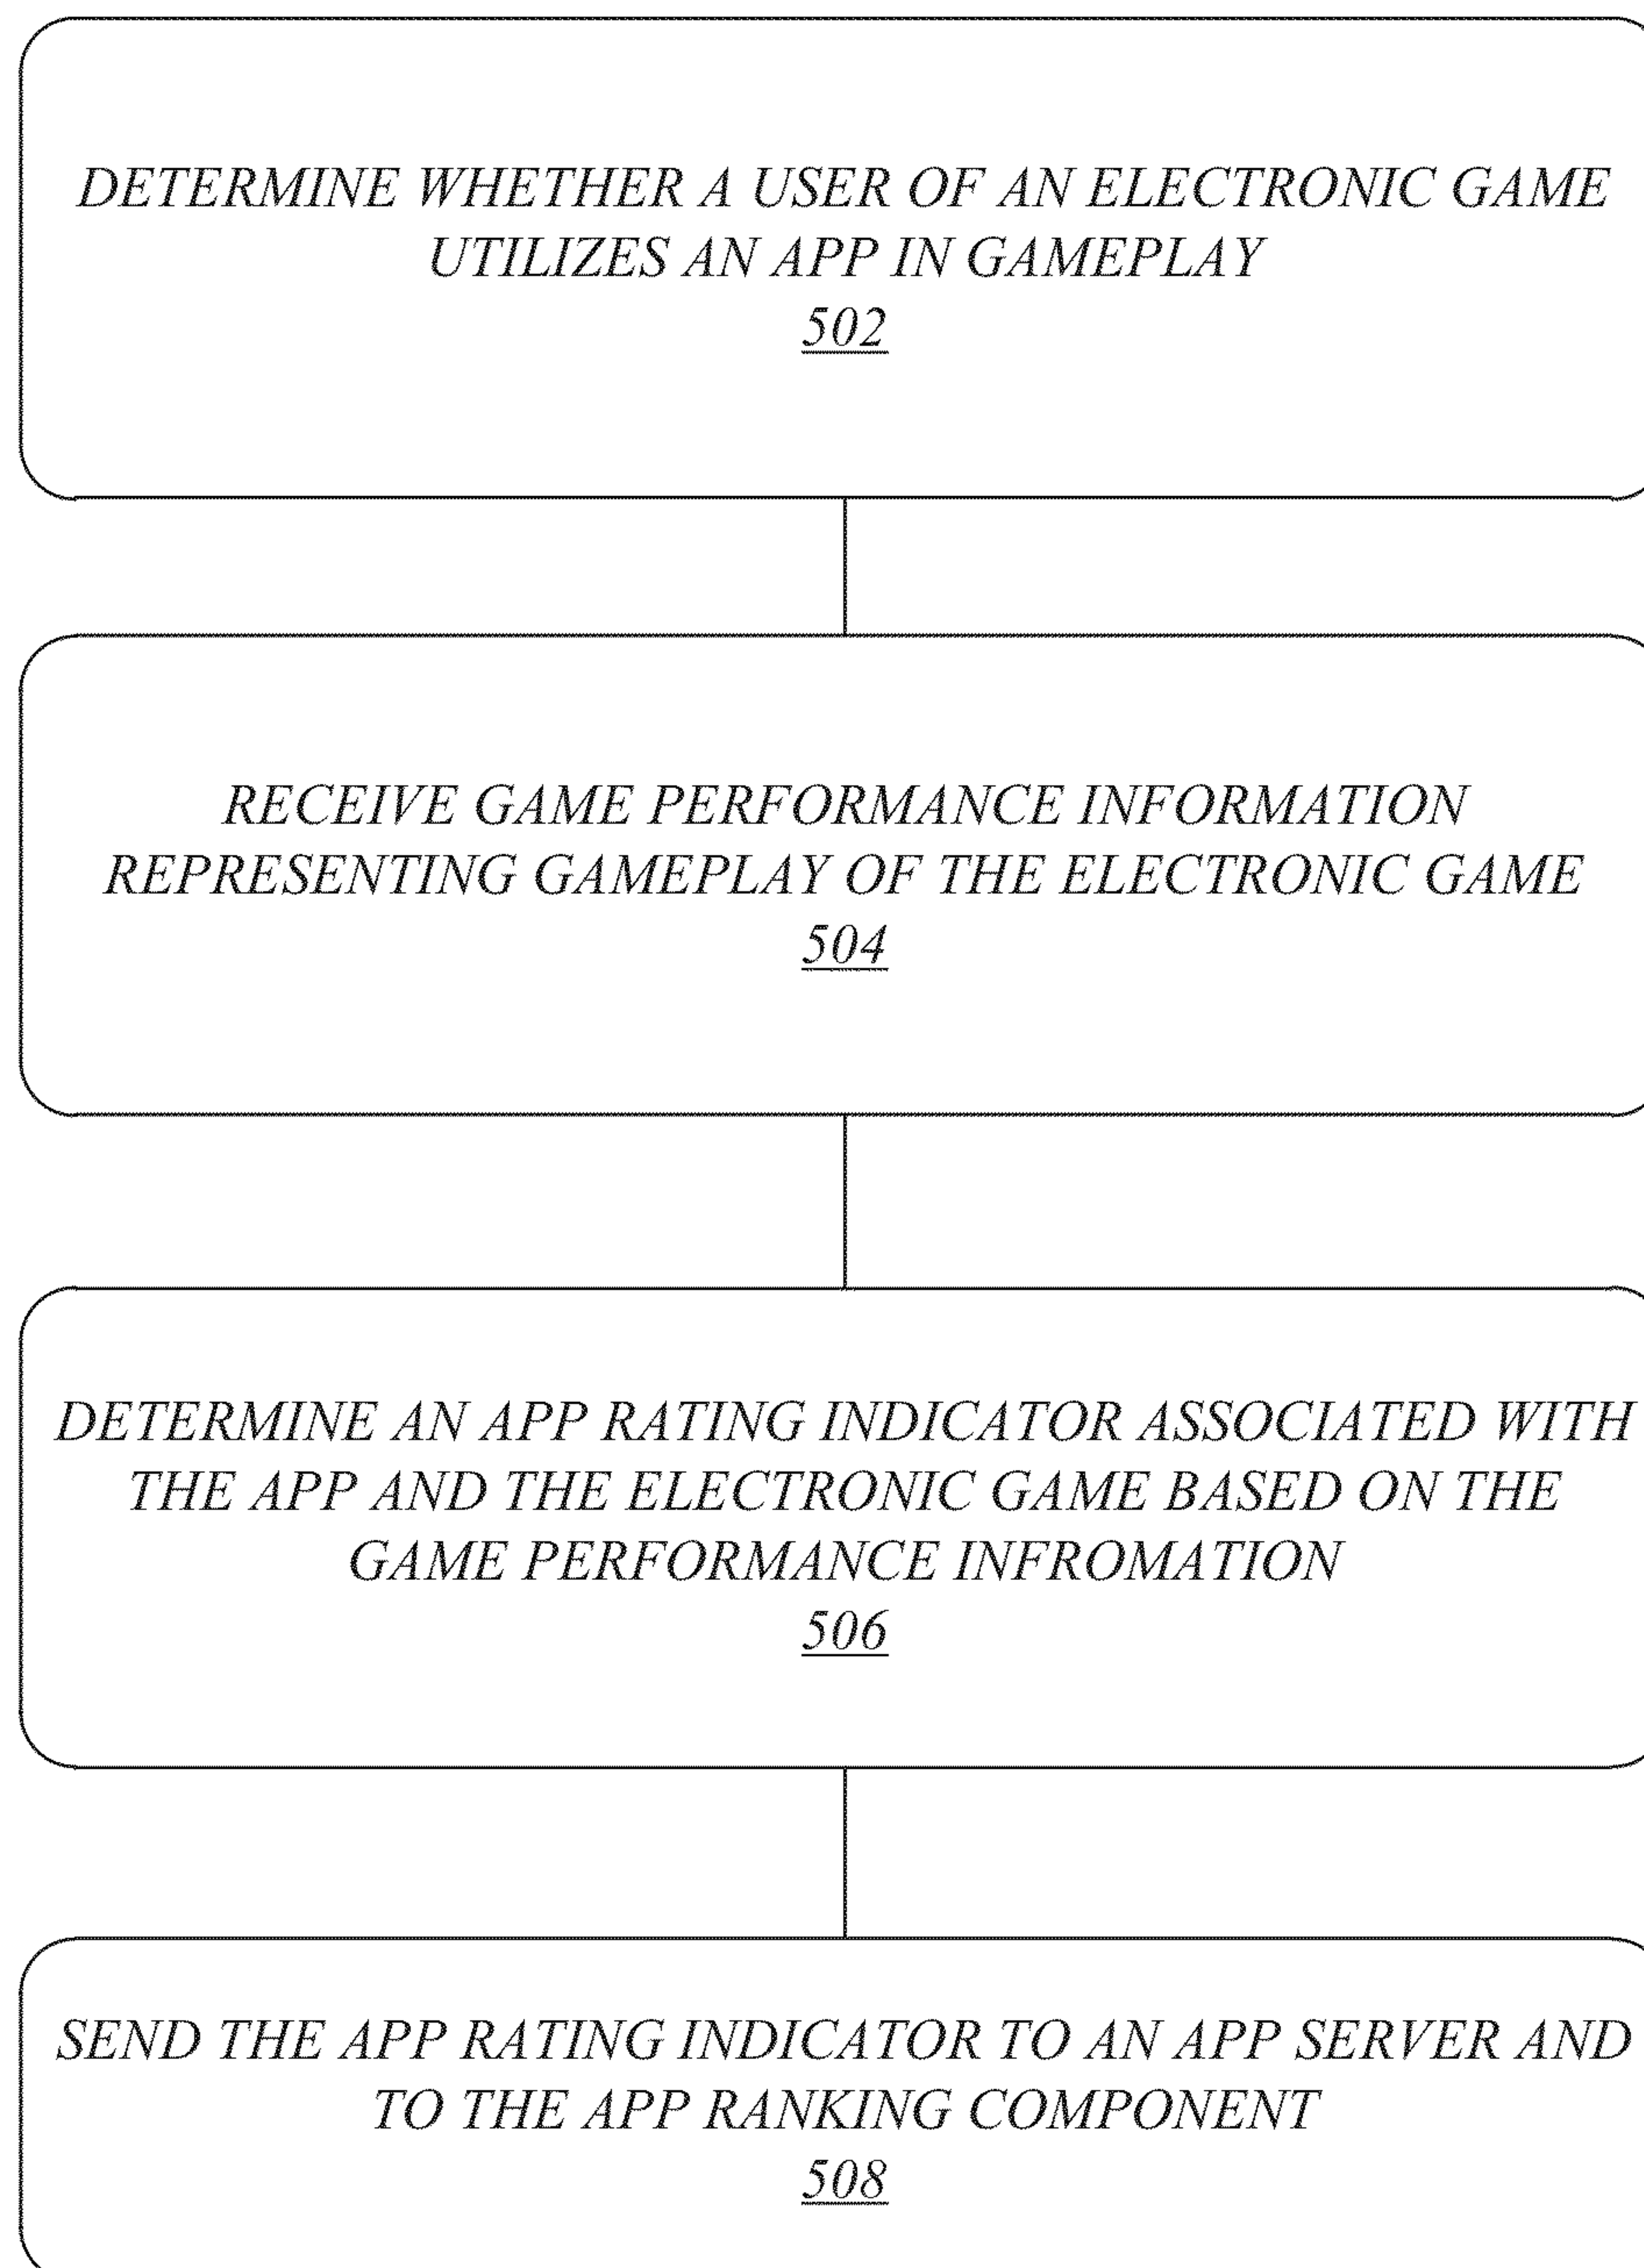 DETERMINE WHETHER A USER OF AN ELECTRONIC GAME
UTILIZES AN APP IN GAMEPLAY
502
RECEIVE GAME PERFORMANCE INFORMATION
REPRESENTING GAMEPLAY OF THE ELECTRONIC GAME
504
DETERMINE AN APP RATING INDICATOR ASSOCIATED WITH
THE APP AND THE ELECTRONIC GAME BASED ON THE
GAME PERFORMANCE INFROMATION
506
SEND THE APP RATING INDICATOR TO AN APP SERVER AND
TO THE APP RANKING COMPONENT
508